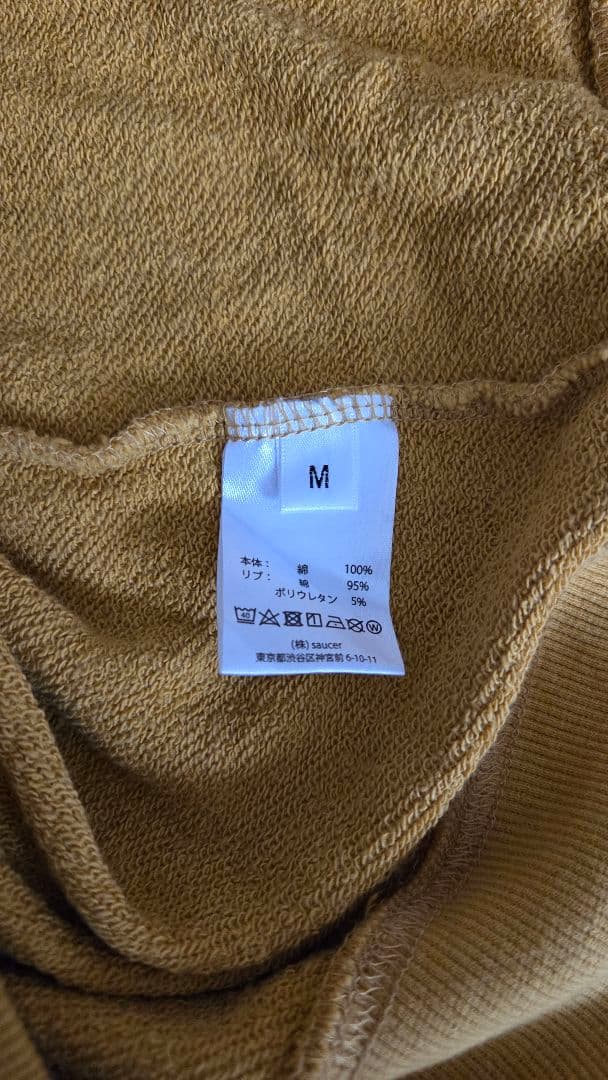 M
本体： 綿 100%
リブ： 綿 95%
ポリウレタン 5%
40 W
(株) saucer
東京都渋谷区神宮前 6-10-11